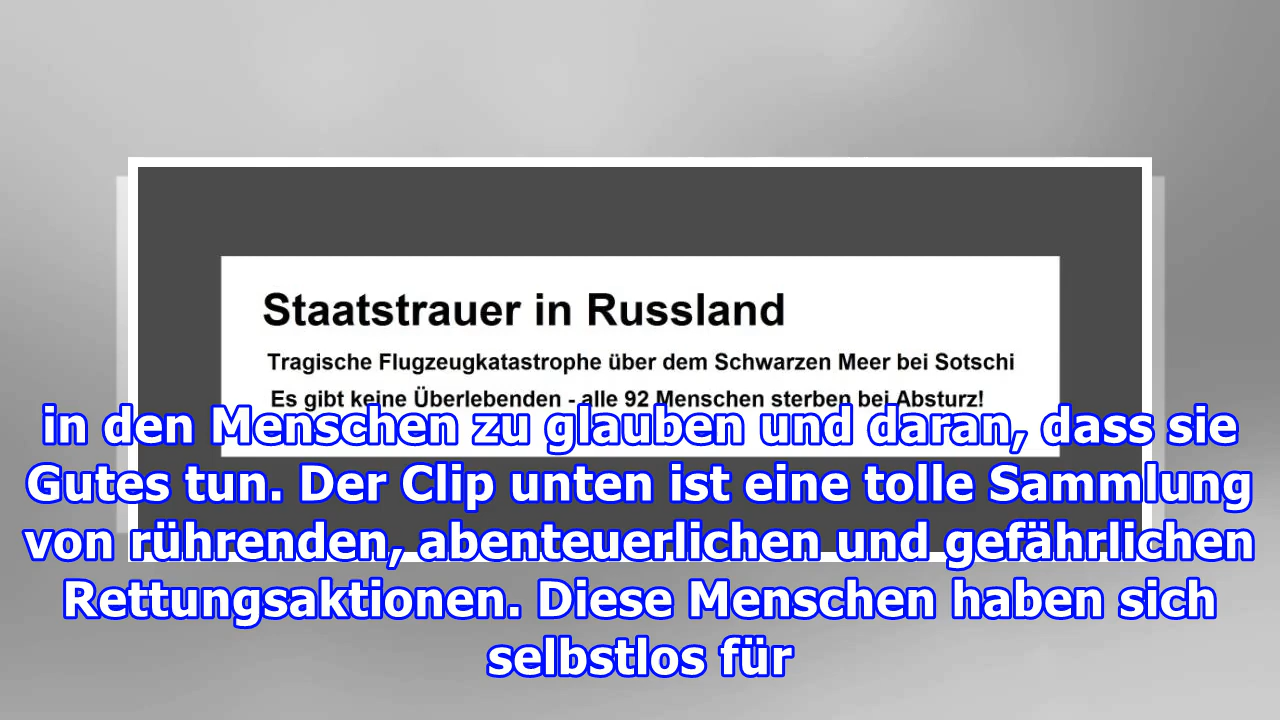 Staatstrauer in Russland
Tragische Flugzeugkatastrophe über dem Schwarzen Meer bei Sotschi
Es gibt keine Überlebenden - alle 92 Menschen sterben bei Absturz!
in den Menschen zu glauben und daran, dass sie
Gutes tun. Der Clip unten ist eine tolle Sammlung
von rührenden, abenteuerlichen und gefährlichen
Rettungsaktionen. Diese Menschen haben sich
selbstlos für